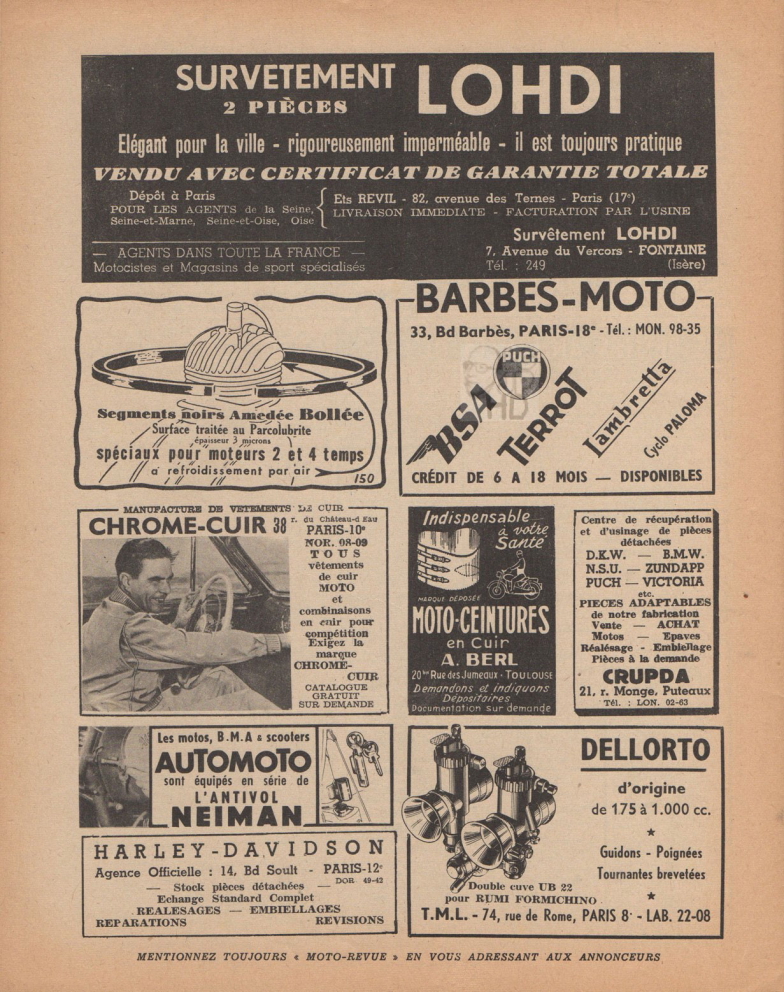 SURVETEMENT
2 PIÈCES
LOHDI
Elégant pour la ville - rigoureusement imperméable - il est toujours pratique
VENDU AVEC CERTIFICAT DE GARANTIE TOTALE
Dépôt à Paris
POUR LES AGENTS de la Seine,
Seine-et-Marne, Seine-et-Oise, Oise
Ets REVIL - 82, avenue des Ternes - Paris (17e)
LIVRAISON IMMEDIATE - FACTURATION PAR L'USINE
— AGENTS DANS TOUTE LA FRANCE —
Motocistes et Magasins de sport spécialisés
Survêtement LOHDI
7, Avenue du Vercors - FONTAINE
Tél. : 249 (Isère)
Segments noirs Amedée Bollée
Surface traitée au Parcolubrite
épaisseur 3 microns
spéciaux pour moteurs 2 et 4 temps
a refroidissement par air
150
BARBES-MOTO
33, Bd Barbès, PARIS-18e - Tél. : MON. 98-35
PUCH
BSA
TERROT
Lambretta
Cyclo PALOMA
CRÉDIT DE 6 A 18 MOIS — DISPONIBLES
MANUFACTURE DE VETEMENTS DE CUIR
CHROME-CUIR 38 r. du Château-d'Eau
PARIS-10e
NOR. 08-09
TOUS
vêtements
de cuir
MOTO
et
combinaisons
en cuir pour
compétition
Exigez la
marque
CHROME-
CUIR
CATALOGUE
GRATUIT
SUR DEMANDE
Indispensable
à votre
Santé
MARQUE DÉPOSÉE
MOTO-CEINTURES
en Cuir
A. BERL
20bis Rue des Jumeaux - TOULOUSE
Demandons et indiquons
Dépositaires
Documentation sur demande
Centre de récupération
et d'usinage de pièces
détachées
D.K.W. — B.M.W.
N.S.U. — ZUNDAPP
PUCH — VICTORIA
etc.
PIECES ADAPTABLES
de notre fabrication
Vente — ACHAT
Motos — Epaves
Réalésage - Embiellage
Pièces à la demande
CRUPDA
21, r. Monge, Puteaux
Tél. : LON. 02-63
Les motos, B.M.A & scooters
AUTOMOTO
sont équipés en série de
L'ANTIVOL
NEIMAN
HARLEY-DAVIDSON
Agence Officielle : 14, Bd Soult - PARIS-12e
DOR 49-42
— Stock pièces détachées —
Echange Standard Complet
REALESAGES — EMBIELLAGES
REPARATIONS REVISIONS
DELLORTO
d'origine
de 175 à 1.000 cc.
Guidons - Poignées
Tournantes brevetées
Double cuve UB 22
pour RUMI FORMICHINO
T.M.L. - 74, rue de Rome, PARIS 8e - LAB. 22-08
MENTIONNEZ TOUJOURS « MOTO-REVUE » EN VOUS ADRESSANT AUX ANNONCEURS